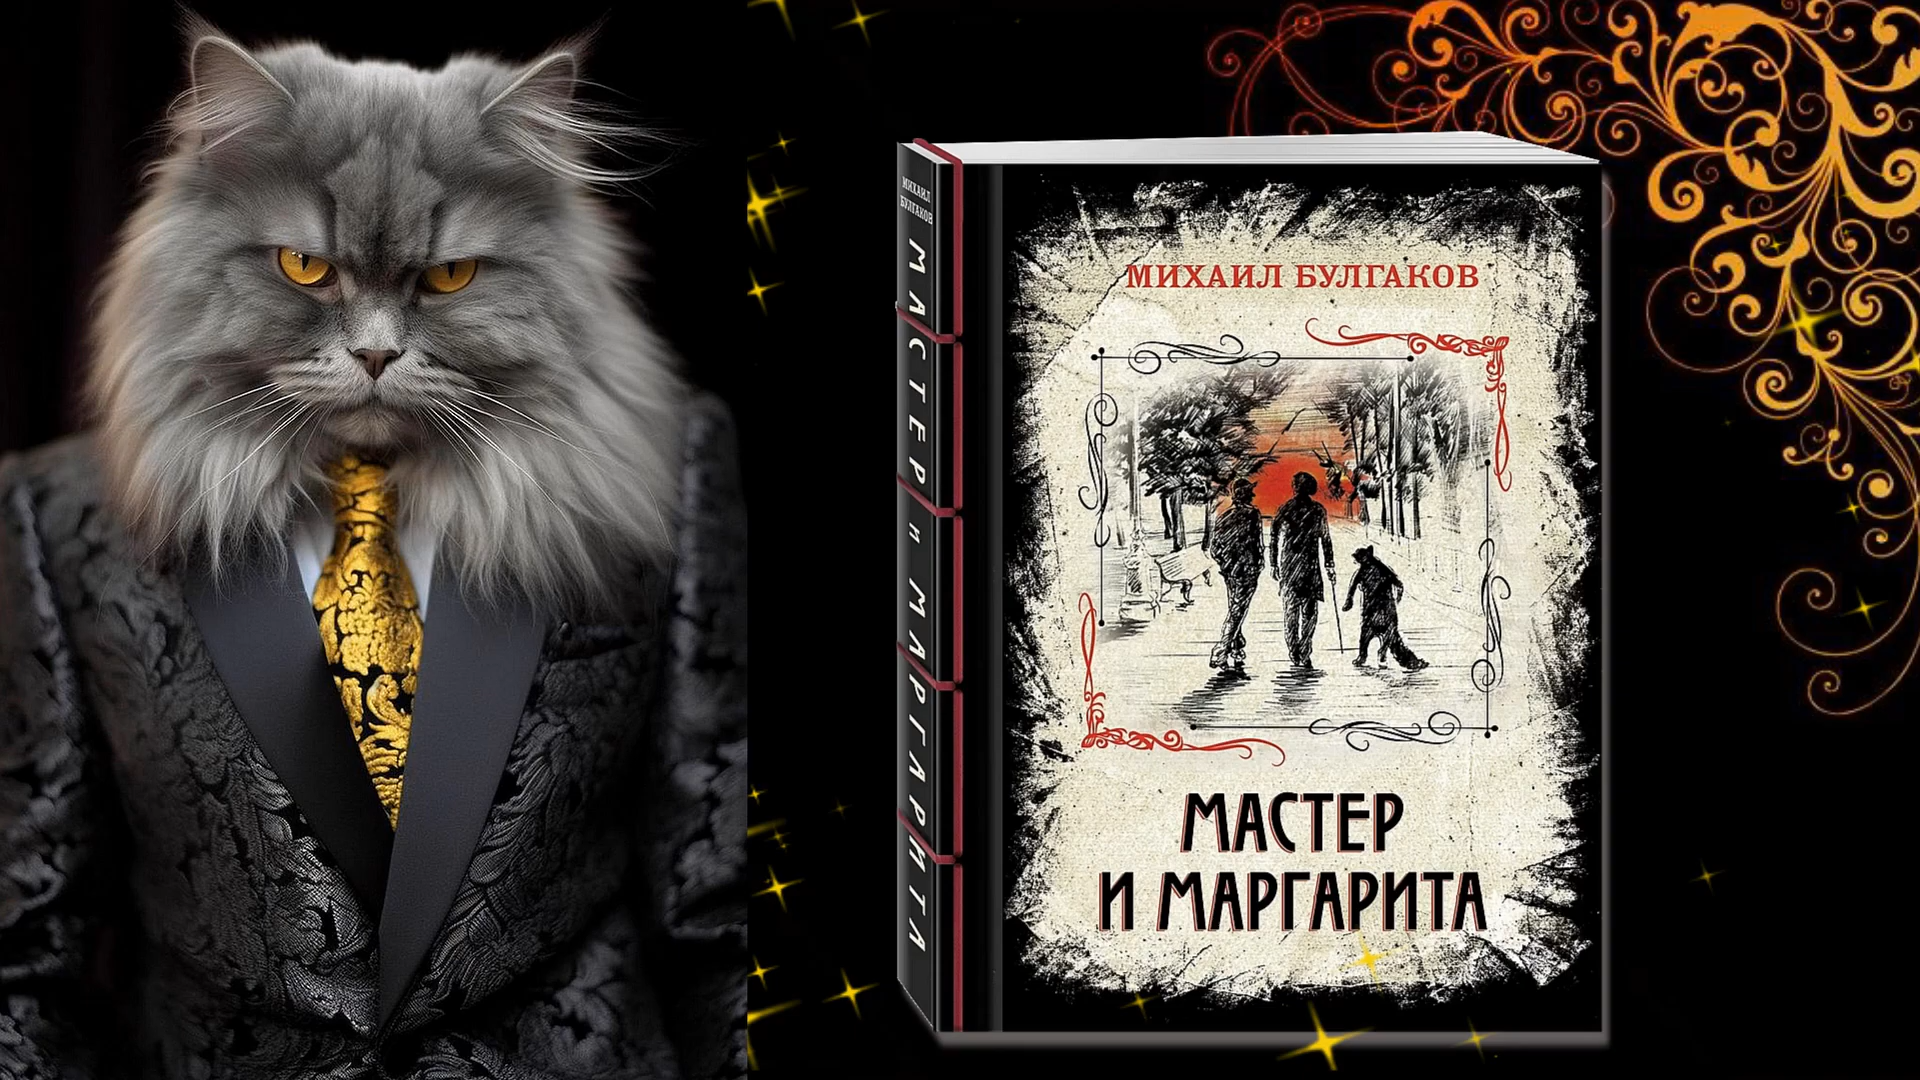 МИХАИЛ
БУЛГАКОВ
МАСТЕР и МАРГАРИТА
МИХАИЛ БУЛГАКОВ
МАСТЕР
И МАРГАРИТА